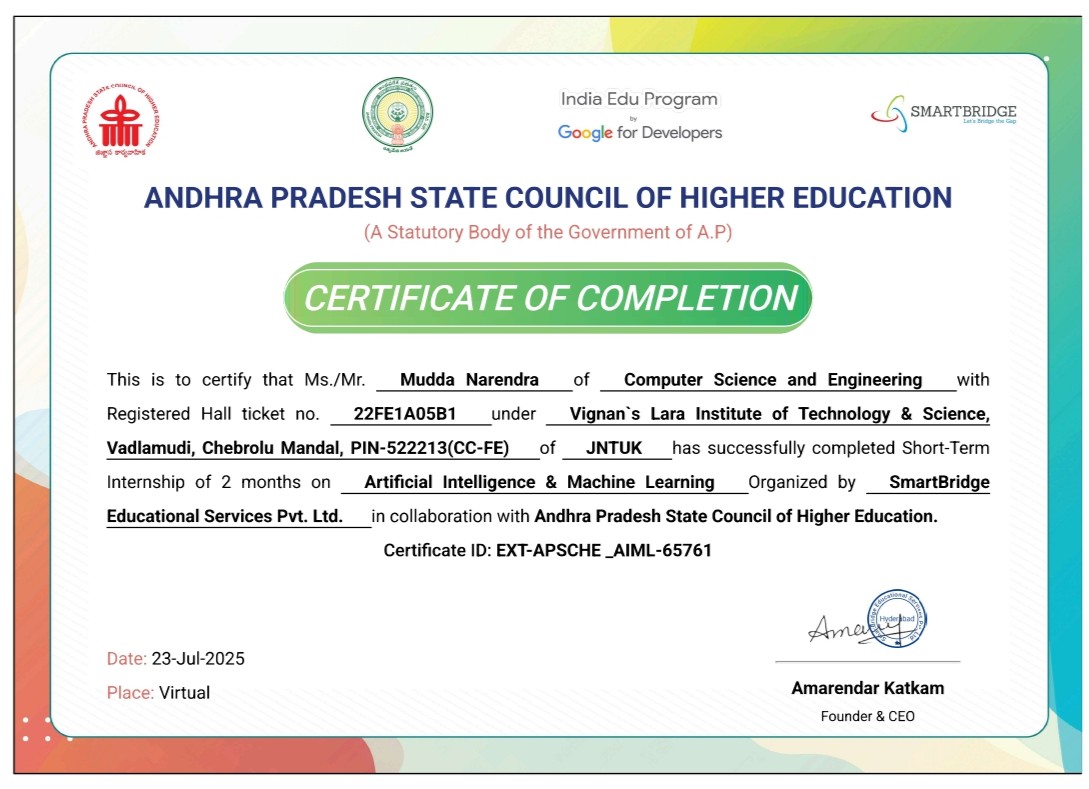 ANDHRA PRADESH STATE COUNCIL OF HIGHER EDUCATION
India Edu Program
by
Google for Developers
SMARTBRIDGE
Let's Bridge the Gap
ANDHRA PRADESH STATE COUNCIL OF HIGHER EDUCATION
(A Statutory Body of the Government of A.P)
CERTIFICATE OF COMPLETION
This is to certify that Ms./Mr. Mudda Narendra of Computer Science and Engineering with
Registered Hall ticket no. 22FE1A05B1 under Vignan`s Lara Institute of Technology & Science,
Vadlamudi, Chebrolu Mandal, PIN-522213(CC-FE) of JNTUK has successfully completed Short-Term
Internship of 2 months on Artificial Intelligence & Machine Learning Organized by SmartBridge
Educational Services Pvt. Ltd. in collaboration with Andhra Pradesh State Council of Higher Education.
Certificate ID: EXT-APSCHE _AIML-65761
SmartBridge Educational Services Pvt. Ltd
Hyderabad
Date: 23-Jul-2025
Place: Virtual
Amarendar Katkam
Founder & CEO